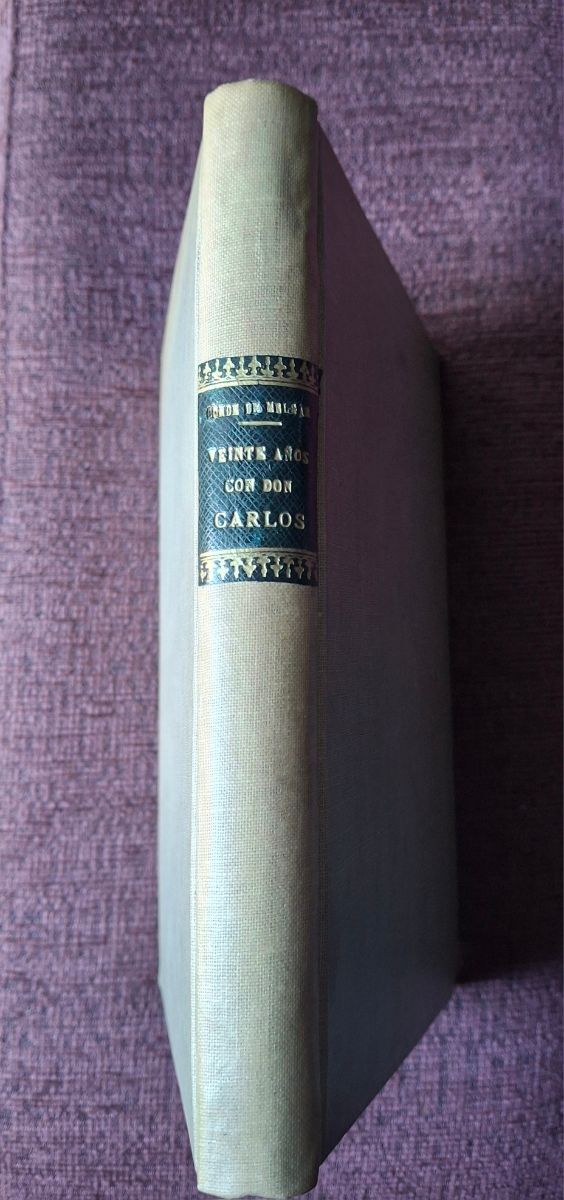 CONDE DE MELGAR
VEINTE AÑOS
CON DON
CARLOS